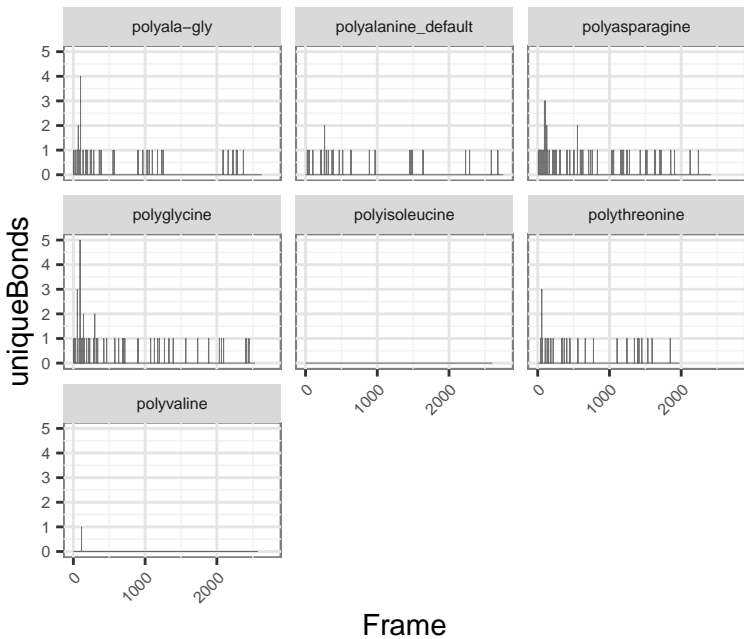 polyala−gly polyalanine_default polyasparagine
5
4
3
2
1
0
polyglycine polyisoleucine polythreonine
5
4
3
2
1
0
0 1000 2000 0 1000 2000
polyvaline
5
4
3
2
1
0
0 1000 2000
uniqueBonds
Frame